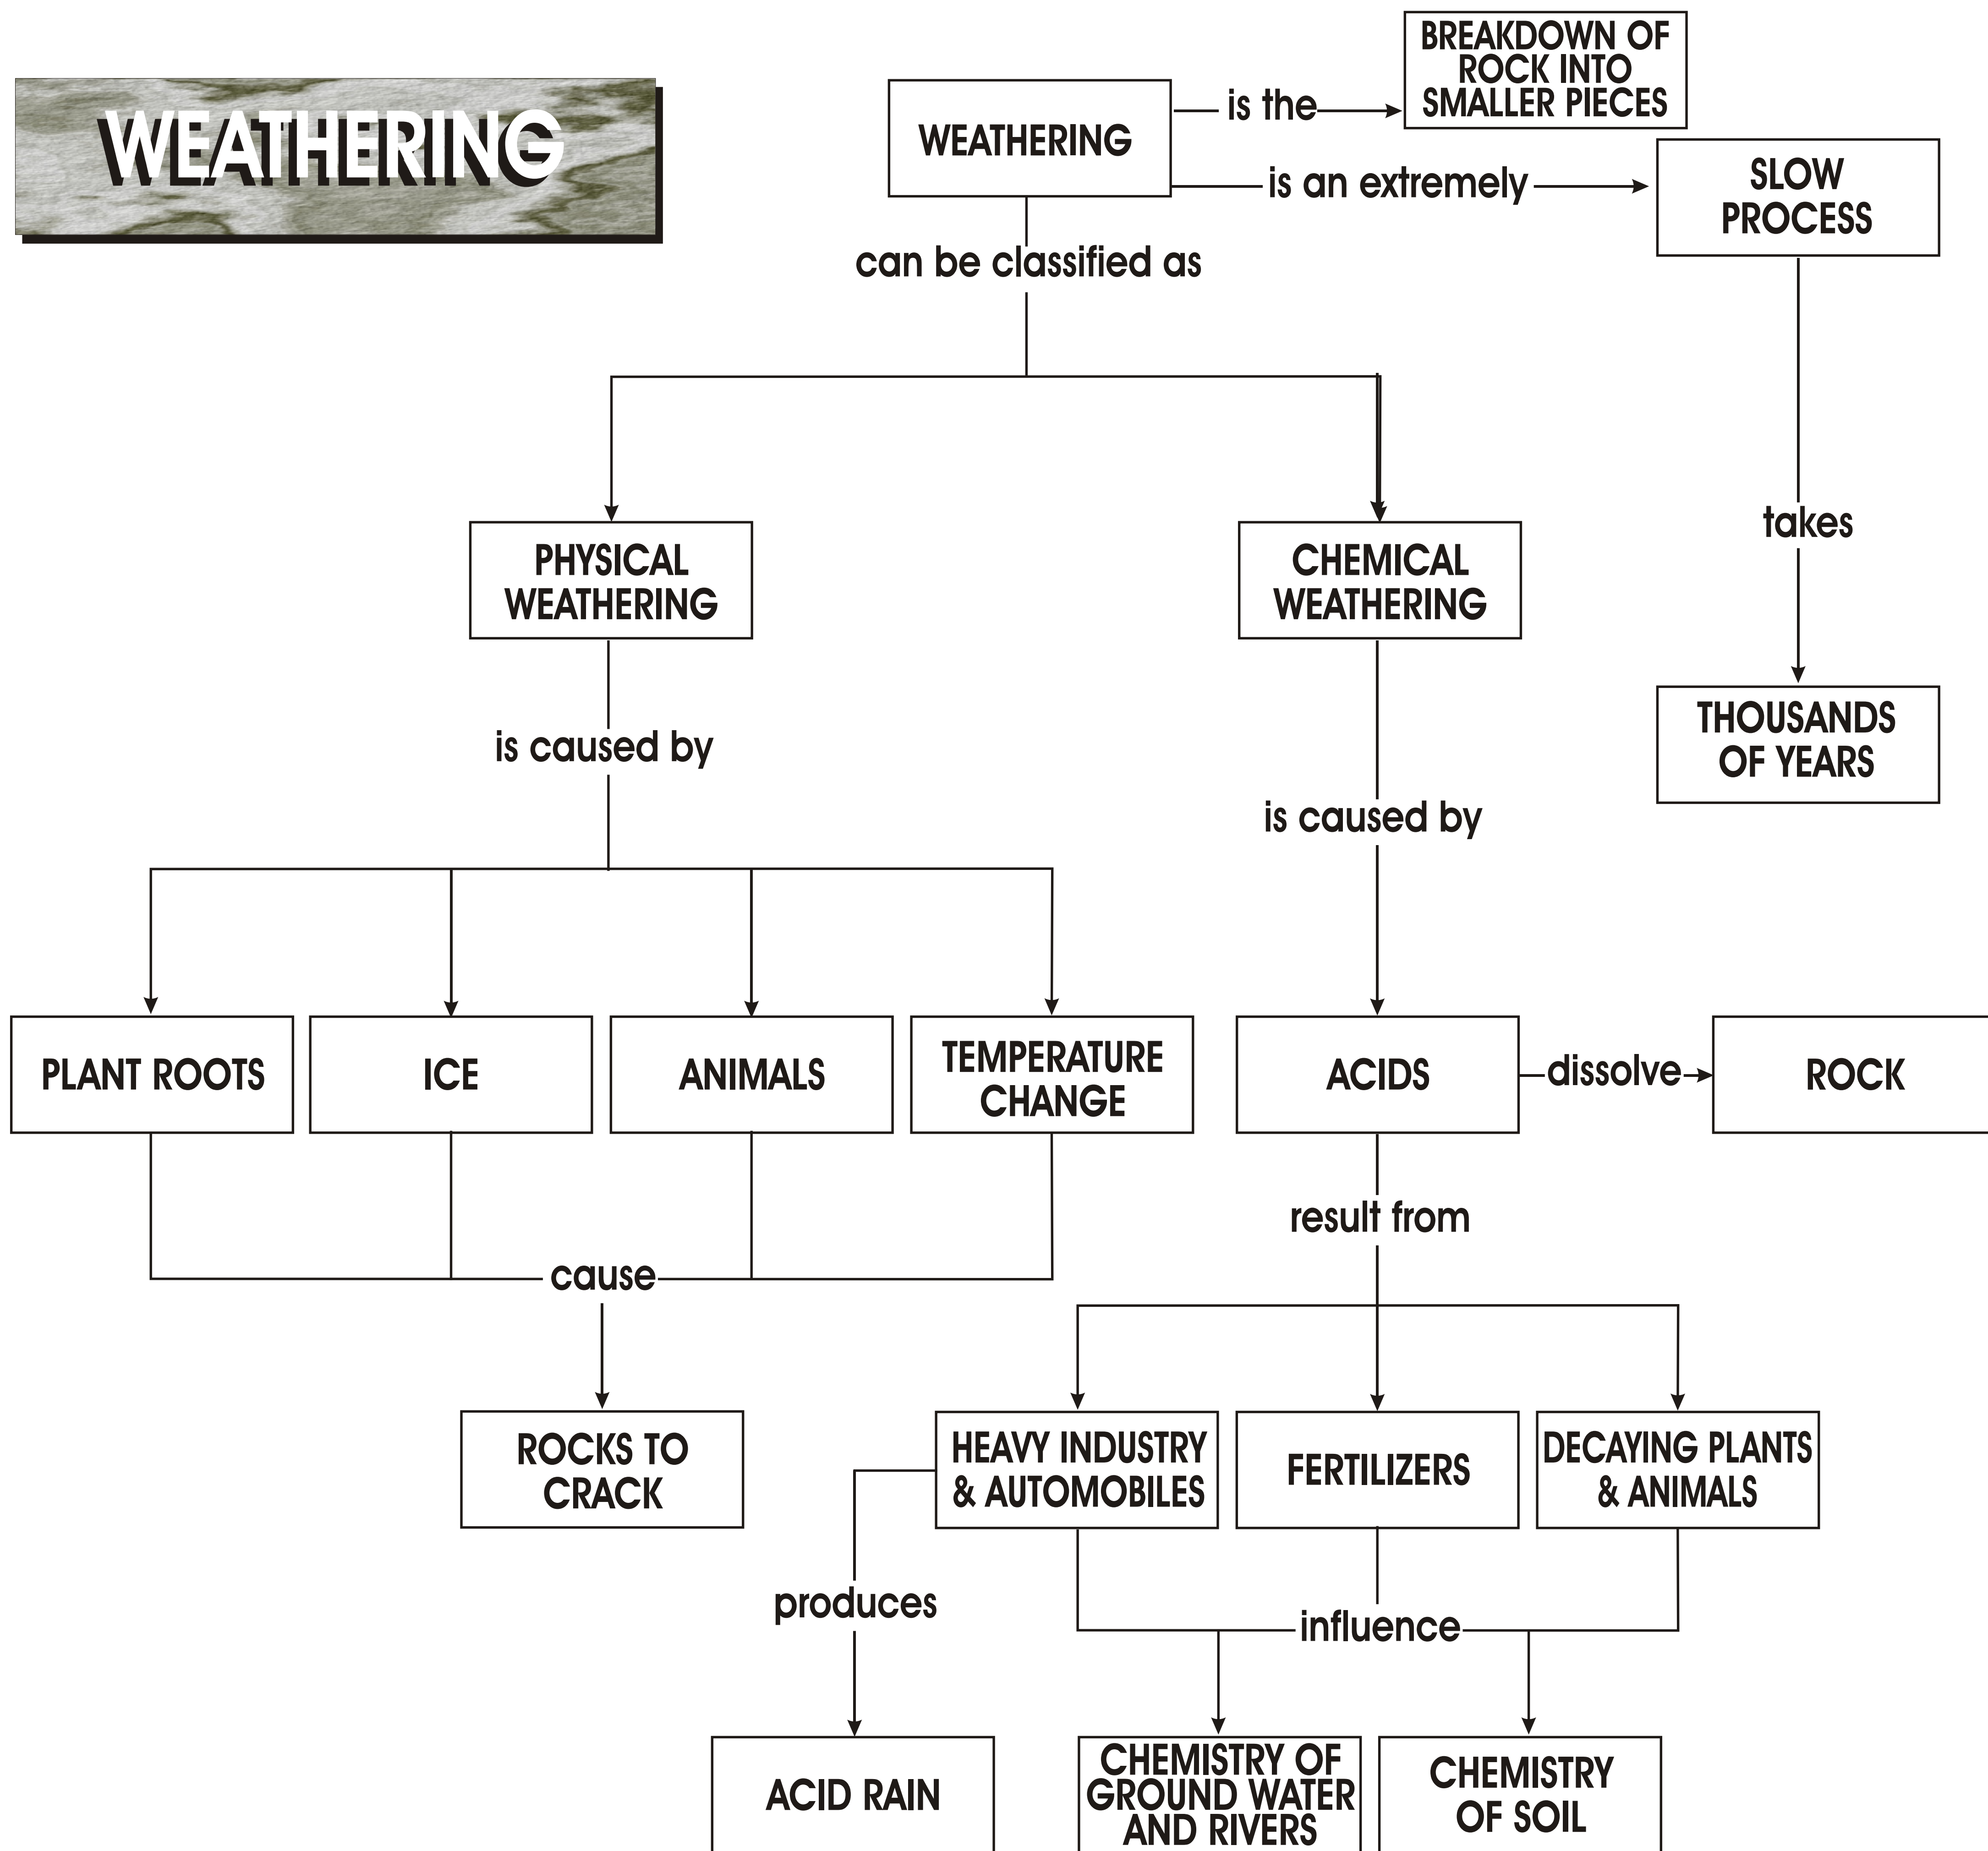 WEATHERING
BREAKDOWN OF
ROCK INTO
SMALLER PIECES
WEATHERING
is the
is an extremely
SLOW
PROCESS
can be classified as
takes
PHYSICAL
WEATHERING
CHEMICAL
WEATHERING
THOUSANDS
OF YEARS
is caused by
is caused by
PLANT ROOTS
ICE
ANIMALS
TEMPERATURE
CHANGE
ACIDS
dissolve
ROCK
result from
cause
ROCKS TO
CRACK
HEAVY INDUSTRY
& AUTOMOBILES
FERTILIZERS
DECAYING PLANTS
& ANIMALS
produces
influence
ACID RAIN
CHEMISTRY OF
GROUND WATER
AND RIVERS
CHEMISTRY
OF SOIL